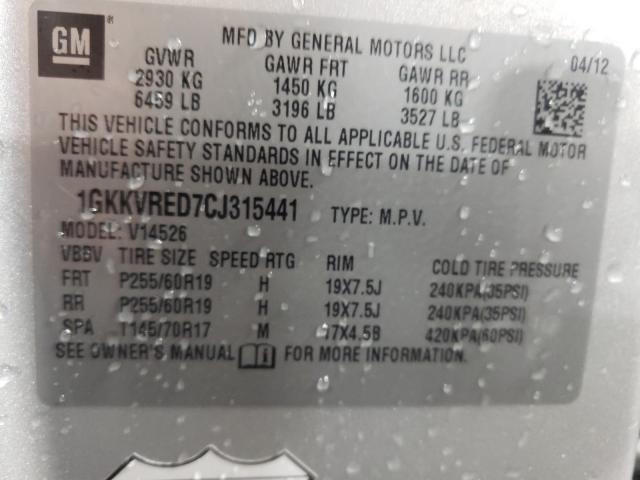 GM
MFD BY GENERAL MOTORS LLC
04/12
GVWR GAWR FRT GAWR RR
2930 KG 1450 KG 1600 KG
6459 LB 3196 LB 3527 LB
THIS VEHICLE CONFORMS TO ALL APPLICABLE U.S. FEDERAL MOTOR
VEHICLE SAFETY STANDARDS IN EFFECT ON THE DATE OF
MANUFACTURE SHOWN ABOVE.
1GKKVRED7CJ315441 TYPE: M.P.V.
MODEL: V14526
VBDV TIRE SIZE SPEED RTG RIM COLD TIRE PRESSURE
FRT P255/60R19 H 19X7.5J 240KPA(35PSI)
RR P255/60R19 H 19X7.5J 240KPA(35PSI)
SPA T145/70R17 M 17X4.5B 420KPA(60PSI)
SEE OWNER'S MANUAL i FOR MORE INFORMATION.